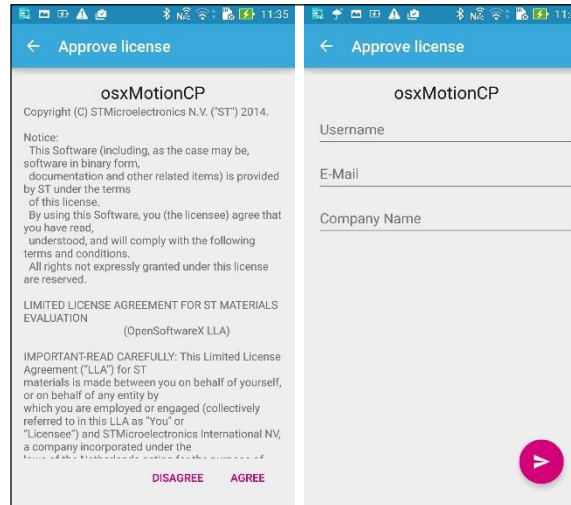 11:35
Approve license
osxMotionCP
Copyright (C) STMicroelectronics N.V. ("ST") 2014.
Notice:
This Software (including, as the case may be,
software in binary form,
documentation and other related items) is provided
by ST under the terms
of this license.
By using this Software, you (the licensee) agree that
you have read,
understood, and will comply with the following
terms and conditions.
All rights not expressly granted under this license
are reserved.
LIMITED LICENSE AGREEMENT FOR ST MATERIALS
EVALUATION
(OpenSoftwareX LLA)
IMPORTANT-READ CAREFULLY: This Limited License
Agreement ("LLA") for ST
materials is made between you on behalf of yourself,
or on behalf of any entity by
which you are employed or engaged (collectively
referred to in this LLA as "You" or
"Licensee") and STMicroelectronics International NV,
a company incorporated under the
DISAGREE AGREE
11:
Approve license
osxMotionCP
Username
E-Mail
Company Name